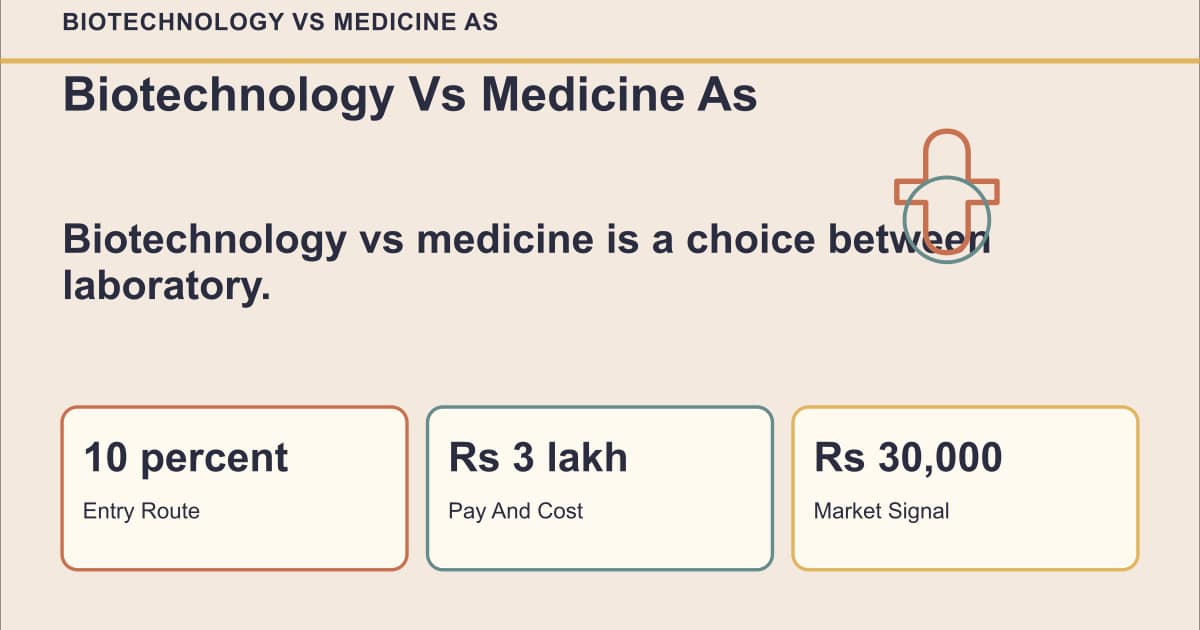 BIOTECHNOLOGY VS MEDICINE AS
Biotechnology Vs Medicine As
Biotechnology vs medicine is a choice between
laboratory.
10 percent
Entry Route
Rs 3 lakh
Pay And Cost
Rs 30,000
Market Signal